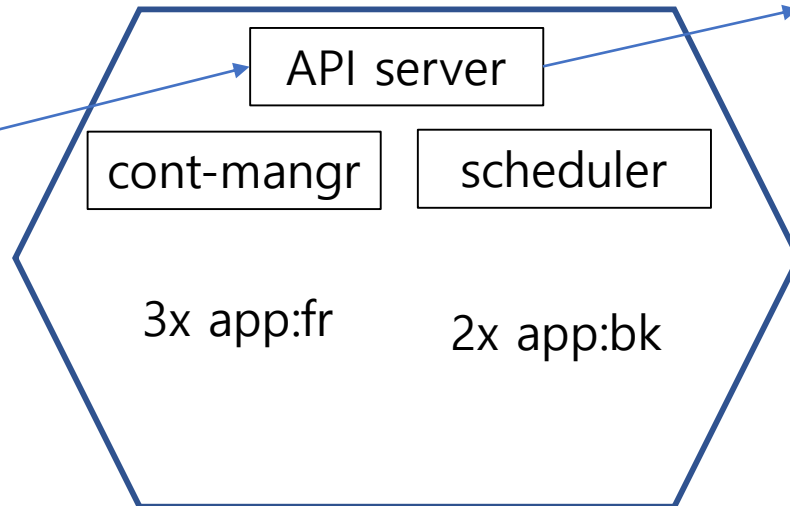 API server
cont-mangr
scheduler
3x app:fr
2x app:bk